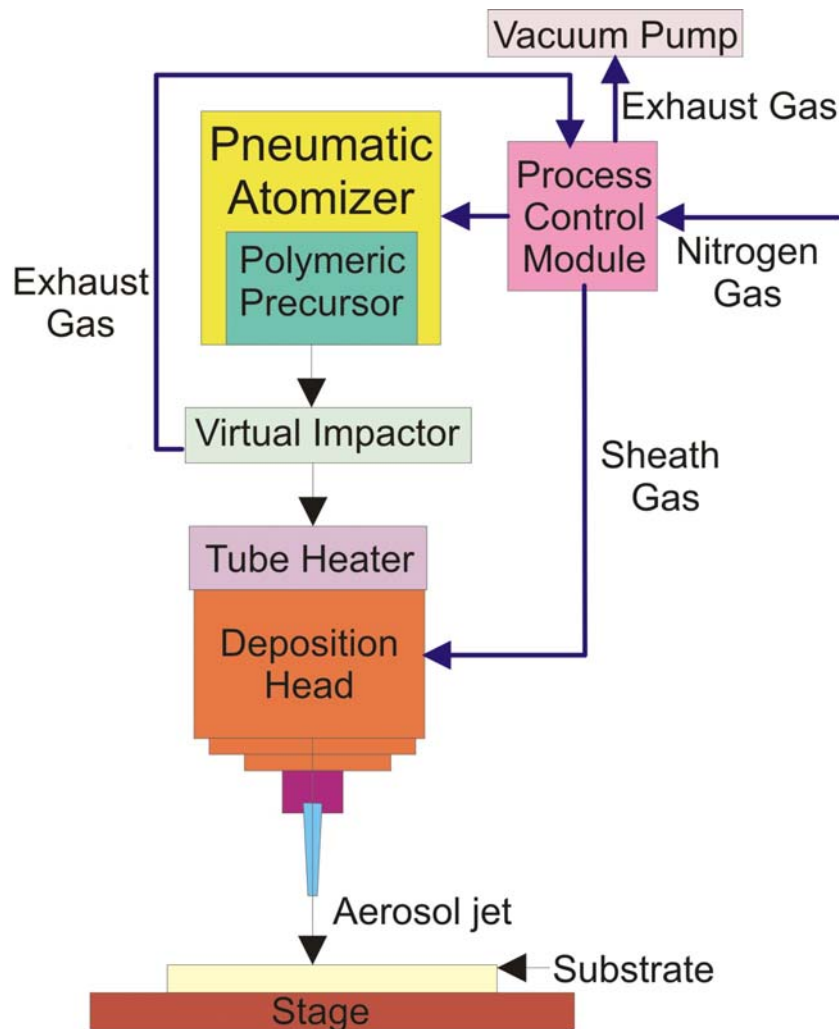 Vacuum Pump
Exhaust Gas
Pneumatic
Atomizer
Process
Control
Module
Polymeric
Precursor
Nitrogen
Gas
Exhaust
Gas
Virtual Impactor
Sheath
Gas
Tube Heater
Deposition
Head
Aerosol jet
Substrate
Stage